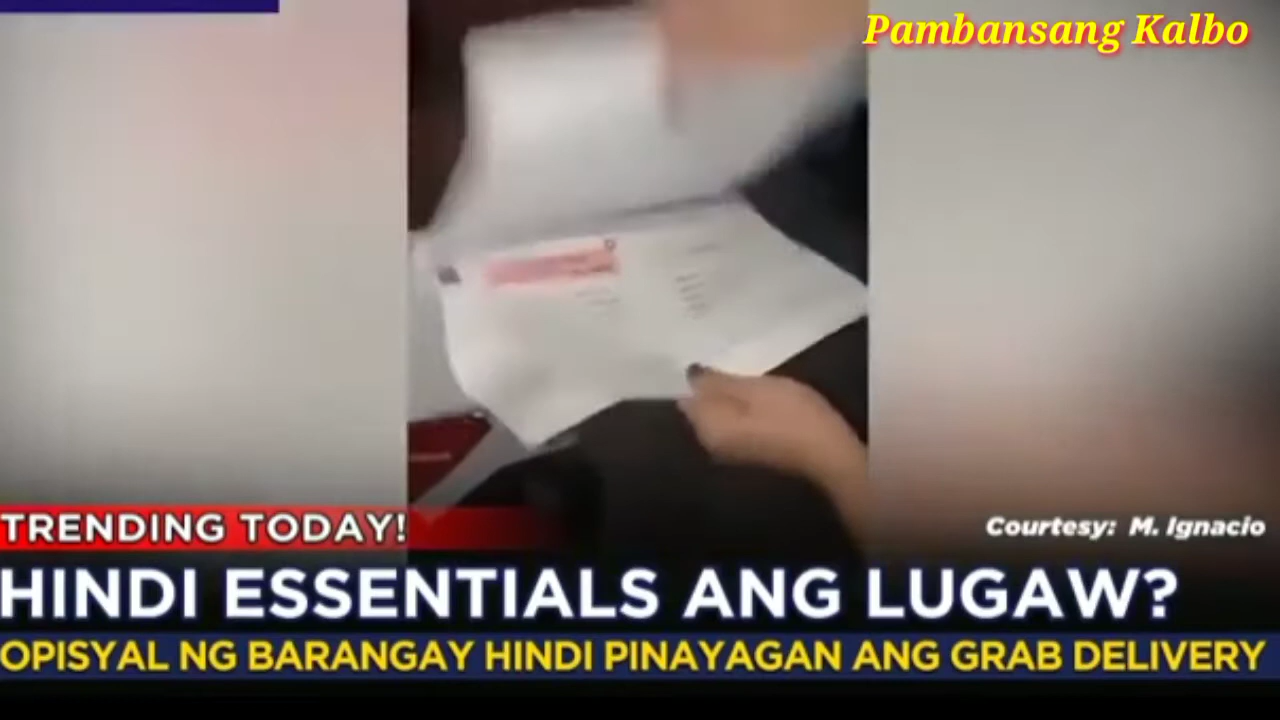 Pambansang Kalbo
TRENDING TODAY!
Courtesy: M. Ignacio
HINDI ESSENTIALS ANG LUGAW?
OPISYAL NG BARANGAY HINDI PINAYAGAN ANG GRAB DELIVERY